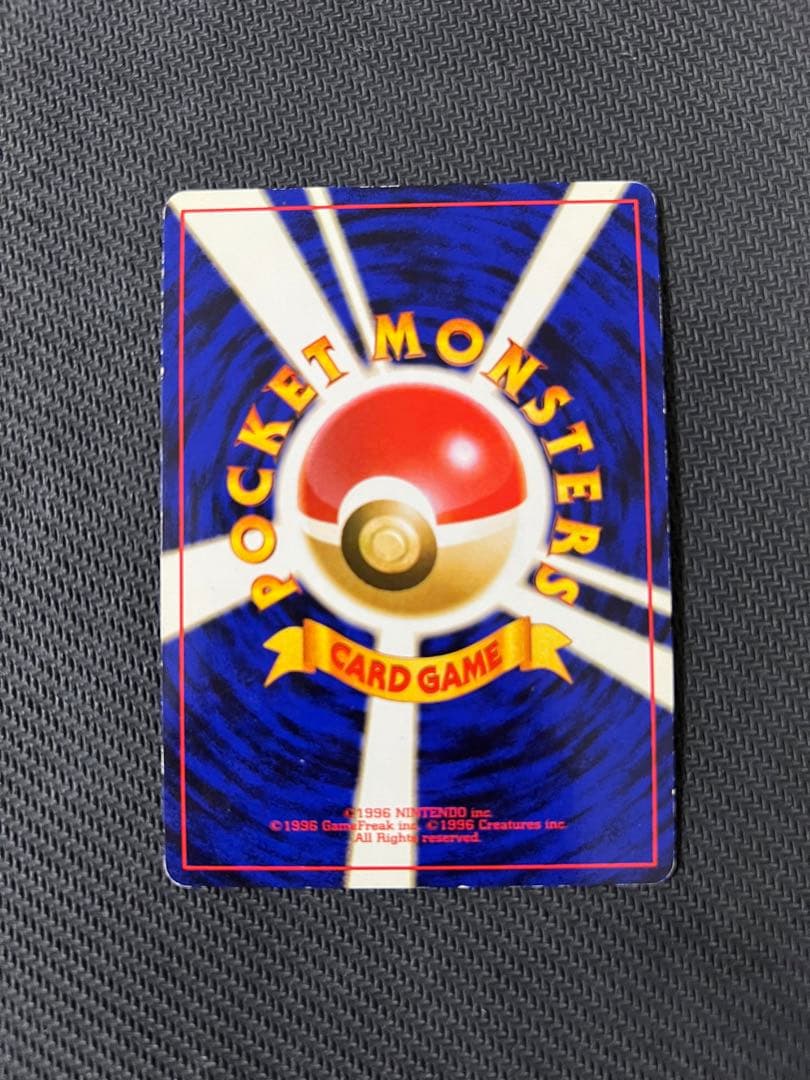 POCKET MONSTERS
CARD GAME
©1996 NINTENDO inc.
©1996 GameFreak inc. ©1996 Creatures inc.
All Rights reserved.